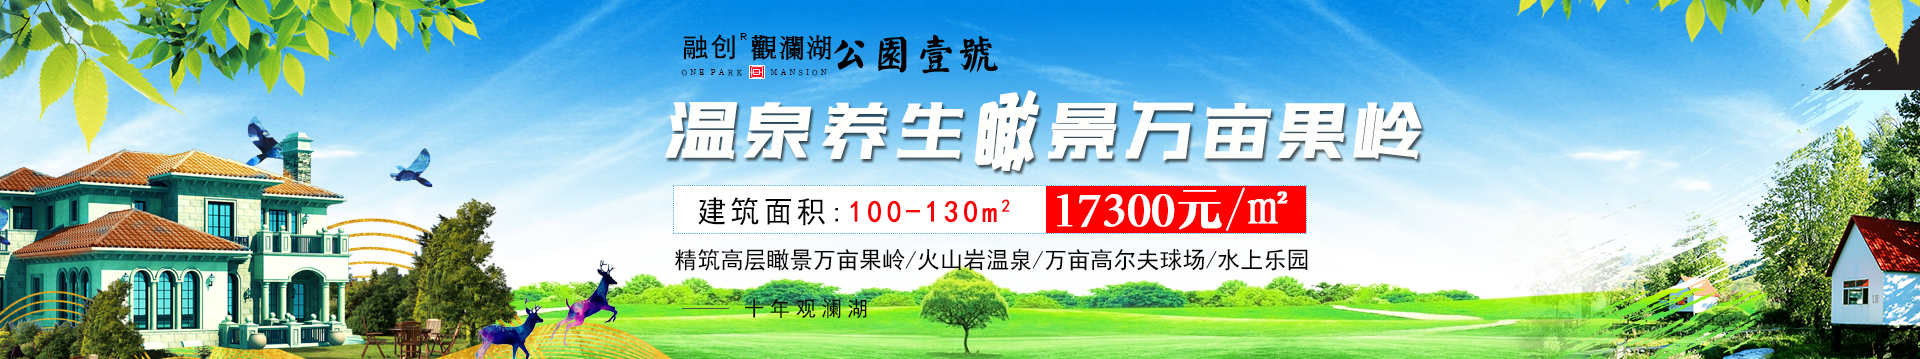 融创R觀瀾湖公園壹號
ONE PARK MANSION
温泉养生瞰景万亩果岭
建筑面积:100-130m² 17300元/㎡
精筑高层瞰景万亩果岭/火山岩温泉/万亩高尔夫球场/水上乐园
十年观澜湖